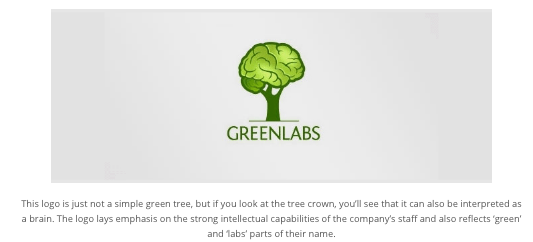 GREENLABS
This logo is just not a simple green tree, but if you look at the tree crown, you'll see that it can also be interpreted as
a brain. The logo lays emphasis on the strong intellectual capabilities of the company's staff and also reflects 'green'
and 'labs' parts of their name.